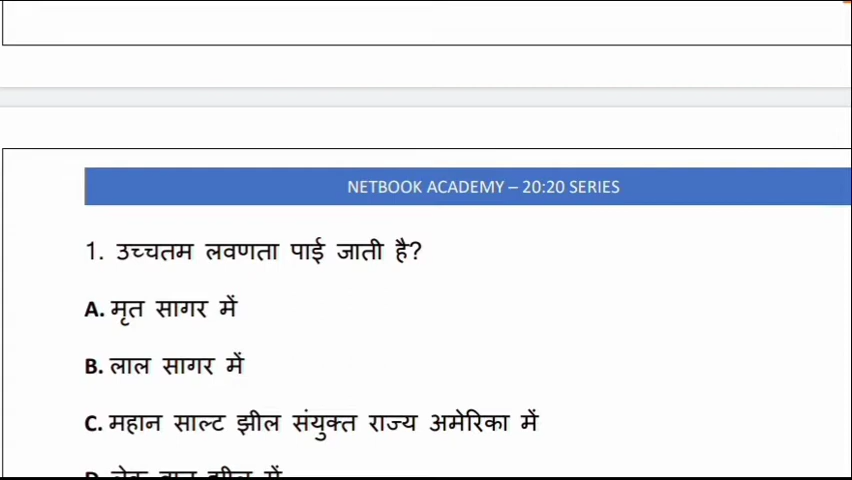 NETBOOK ACADEMY – 20:20 SERIES
1. उच्चतम लवणता पाई जाती है?
A. मृत सागर में
B. लाल सागर में
C. महान साल्ट झील संयुक्त राज्य अमेरिका में